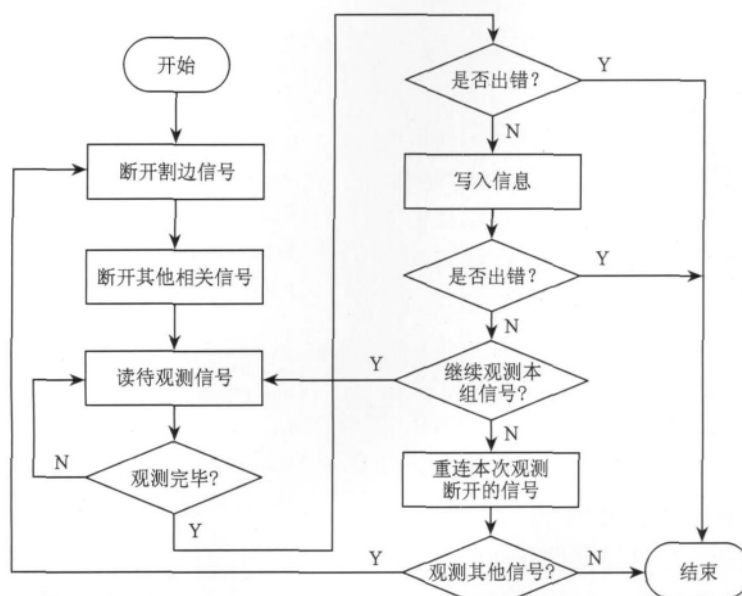 开始
断开割边信号
断开其他相关信号
读待观测信号
观测完毕?
N
Y
是否出错?
Y
N
写入信息
是否出错?
Y
N
继续观测本
组信号?
Y
N
重连本次观测
断开的信号
观测其他信号?
Y
N
结束